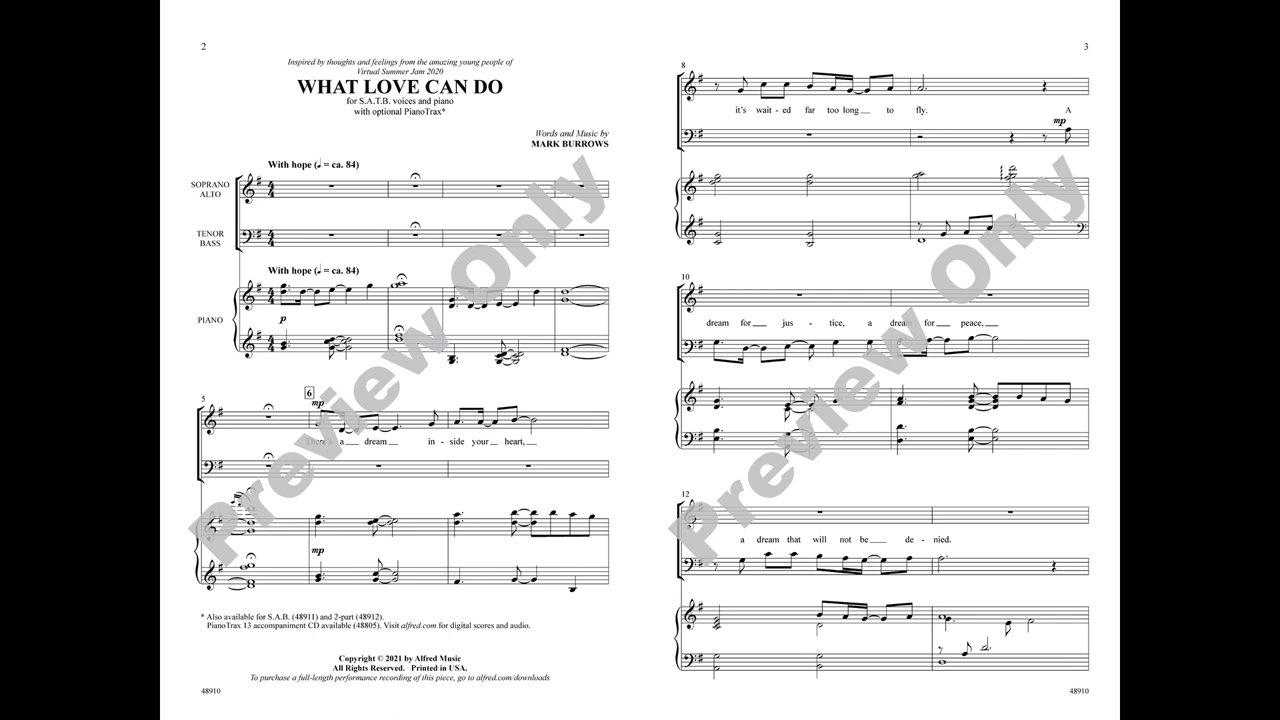 2
Inspired by thoughts and feelings from the amazing young people of
Virtual Summer Jam 2020
WHAT LOVE CAN DO
for S.A.T.B. voices and piano
with optional PianoTrax*
Words and Music by
MARK BURROWS
With hope (♩ = ca. 84)
SOPRANO
ALTO
TENOR
BASS
With hope (♩ = ca. 84)
PIANO
p
5
6
mp
There's a dream in - side your heart,
mp
* Also available for S.A.B. (48911) and 2-part (48912).
PianoTrax 13 accompaniment CD available (48805). Visit alfred.com for digital scores and audio.
Copyright © 2021 by Alfred Music
All Rights Reserved. Printed in USA.
To purchase a full-length performance recording of this piece, go to alfred.com/downloads
48910
Preview Only
3
8
it's wait - ed far too long to fly. A
mp
10
dream for jus - tice, a dream for peace,
12
a dream that will not be de - nied.
48910
Preview Only